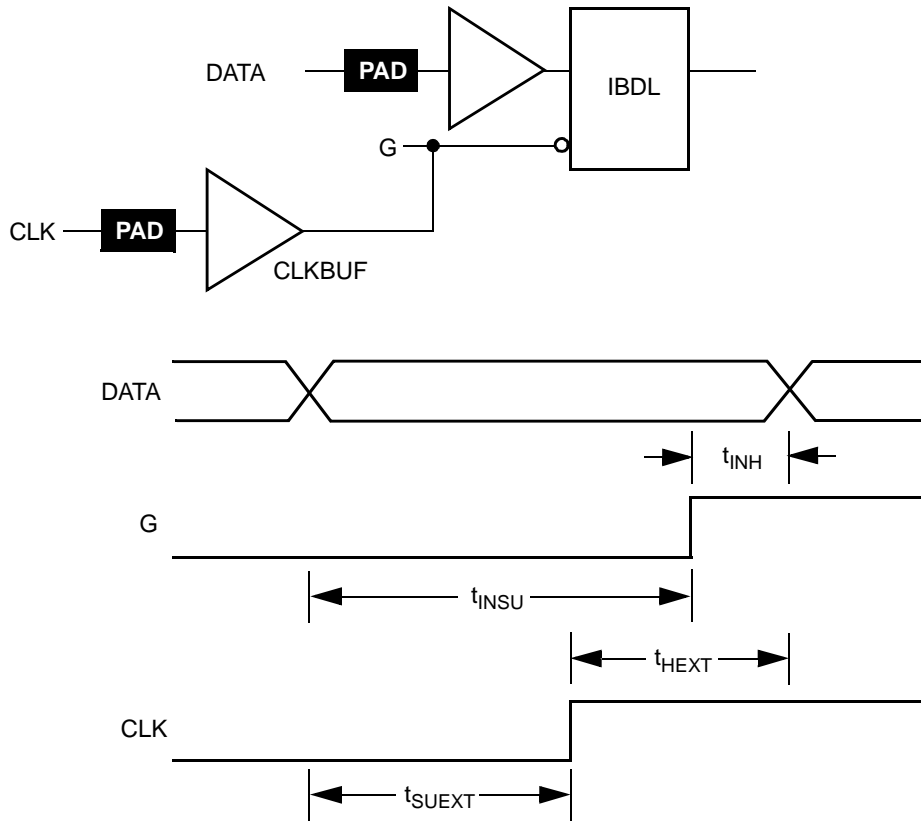 DATA
PAD
IBDL
G
CLK
PAD
CLKBUF
DATA
tINH
G
tINSU
tHEXT
CLK
tSUEXT